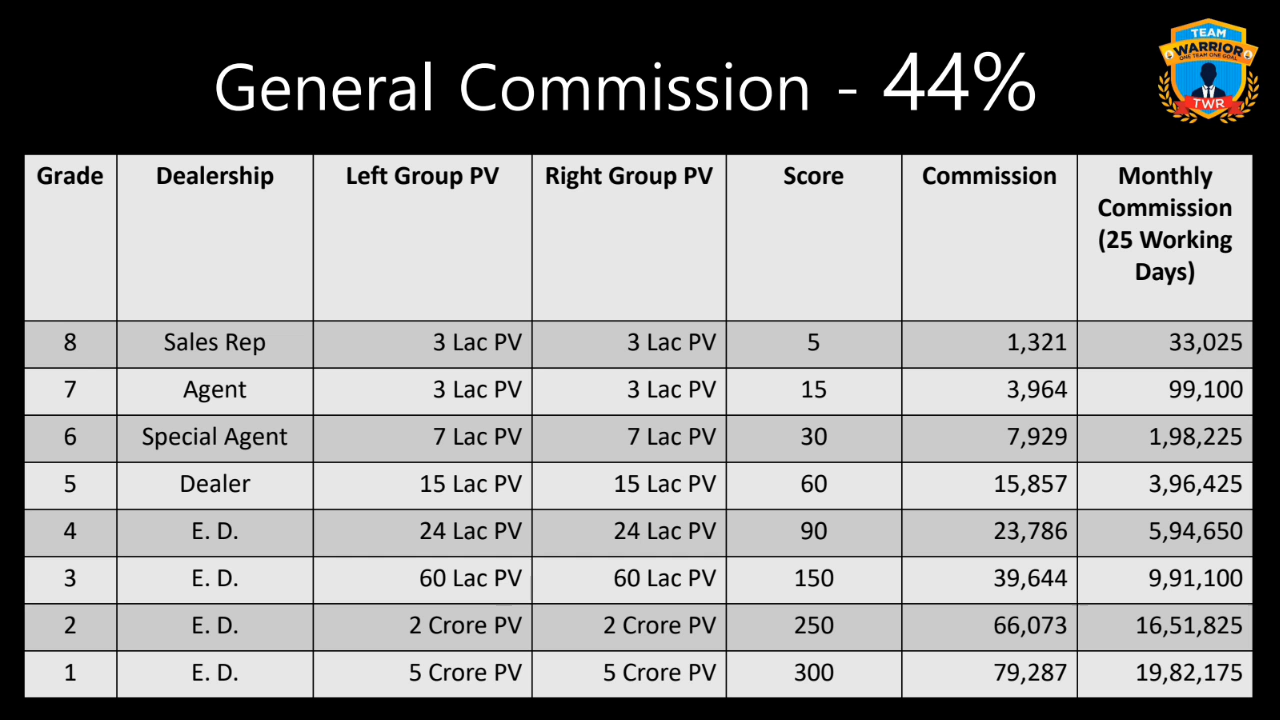 General Commission - 44%
TEAM
WARRIOR
ONE TEAM ONE GOAL
TWR
Grade Dealership Left Group PV Right Group PV Score Commission Monthly
Commission
(25 Working
Days)
8 Sales Rep 3 Lac PV 3 Lac PV 5 1,321 33,025
7 Agent 3 Lac PV 3 Lac PV 15 3,964 99,100
6 Special Agent 7 Lac PV 7 Lac PV 30 7,929 1,98,225
5 Dealer 15 Lac PV 15 Lac PV 60 15,857 3,96,425
4 E. D. 24 Lac PV 24 Lac PV 90 23,786 5,94,650
3 E. D. 60 Lac PV 60 Lac PV 150 39,644 9,91,100
2 E. D. 2 Crore PV 2 Crore PV 250 66,073 16,51,825
1 E. D. 5 Crore PV 5 Crore PV 300 79,287 19,82,175